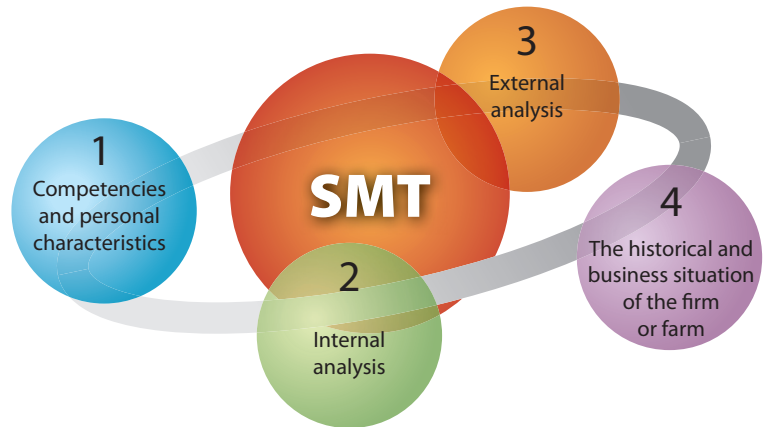 1
Competencies
and personal
characteristics
SMT
2
Internal
analysis
3
External
analysis
4
The historical and
business situation
of the firm
or farm